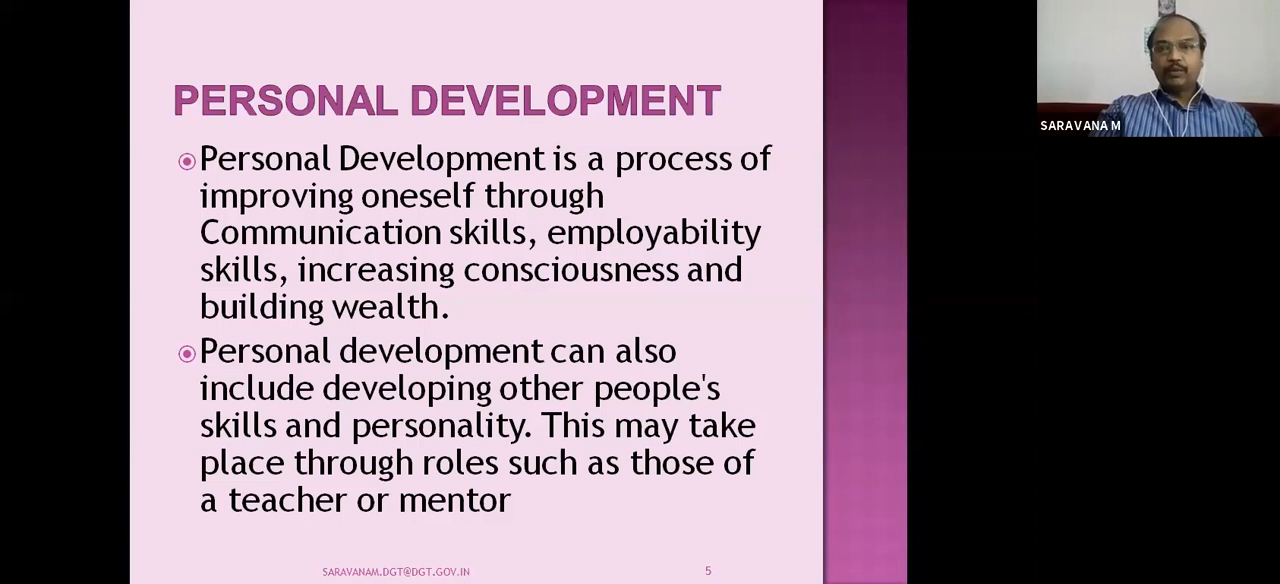 PERSONAL DEVELOPMENT
Personal Development is a process of
improving oneself through
Communication skills, employability
skills, increasing consciousness and
building wealth.
Personal development can also
include developing other people's
skills and personality. This may take
place through roles such as those of
a teacher or mentor
SARAVANAM.DGT@DGT.GOV.IN
5
SARAVANA M